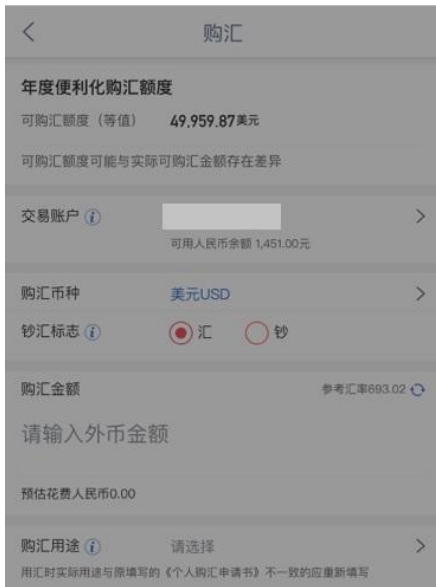 购汇
年度便利化购汇额度
可购汇额度（等值） 49,959.87美元
可购汇额度可能与实际可购汇金额存在差异
交易账户
可用人民币余额 1,451.00元
购汇币种 美元USD
钞汇标志 汇 钞
购汇金额 参考汇率693.02
请输入外币金额
预估花费人民币0.00
购汇用途 请选择
用汇时实际用途与原填写的《个人购汇申请书》不一致的应重新填写